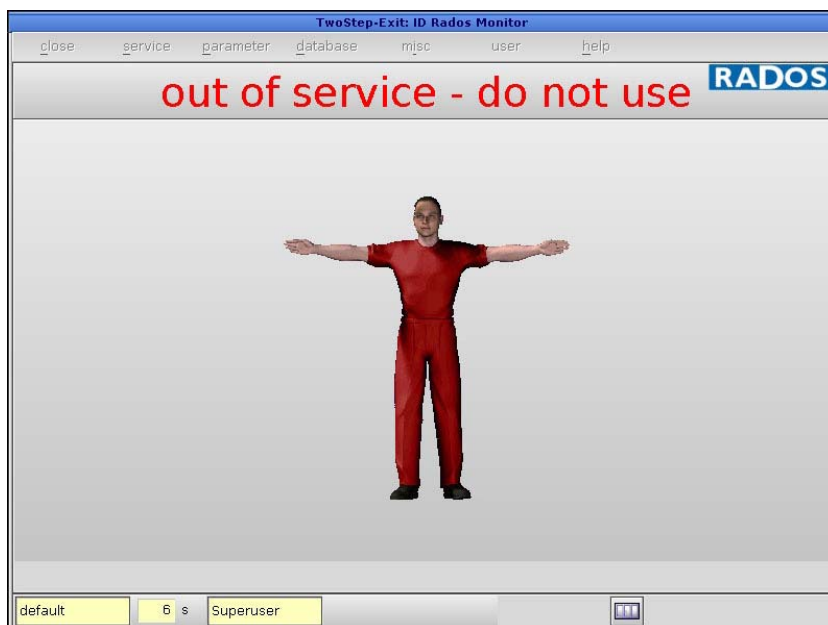 TwoStep-Exit: ID Rados Monitor
close service parameter database misc user help
out of service - do not use
RADOS
default 6 s Superuser